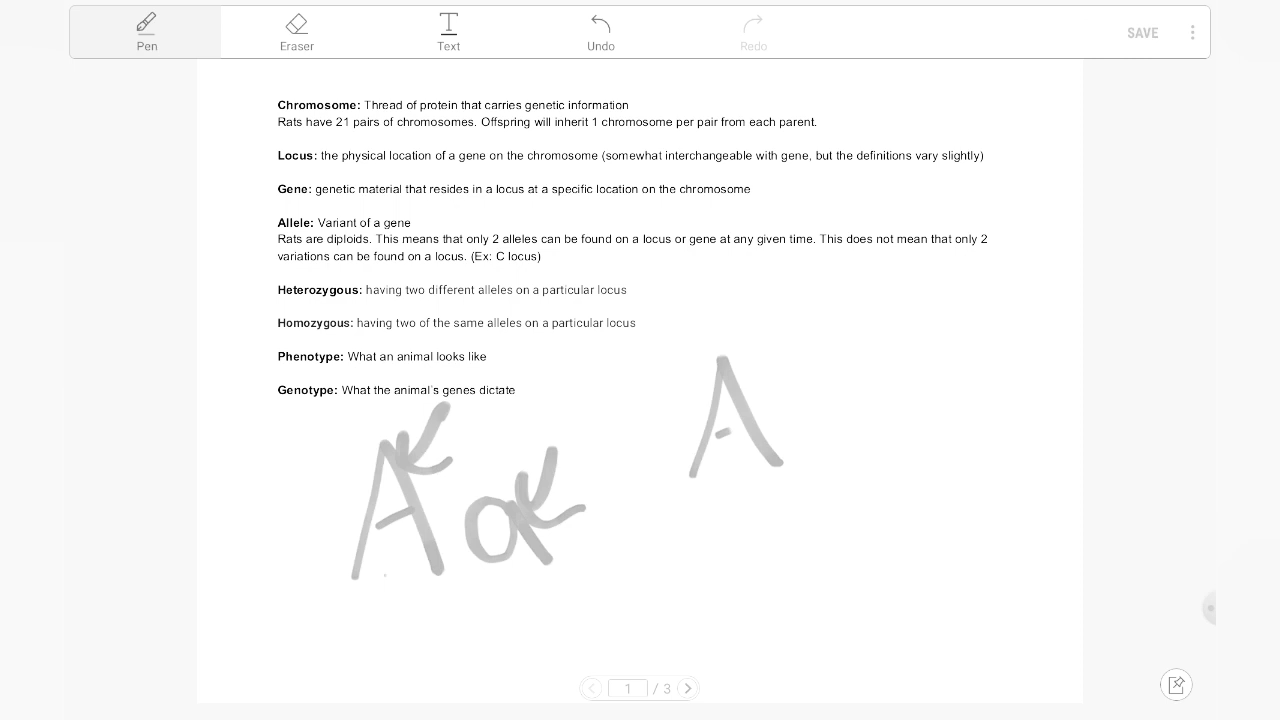 Pen Eraser Text Undo Redo SAVE
Chromosome: Thread of protein that carries genetic information
Rats have 21 pairs of chromosomes. Offspring will inherit 1 chromosome per pair from each parent.
Locus: the physical location of a gene on the chromosome (somewhat interchangeable with gene, but the definitions vary slightly)
Gene: genetic material that resides in a locus at a specific location on the chromosome
Allele: Variant of a gene
Rats are diploids. This means that only 2 alleles can be found on a locus or gene at any given time. This does not mean that only 2
variations can be found on a locus. (Ex: C locus)
Heterozygous: having two different alleles on a particular locus
Homozygous: having two of the same alleles on a particular locus
Phenotype: What an animal looks like
Genotype: What the animal's genes dictate
A
1 / 3